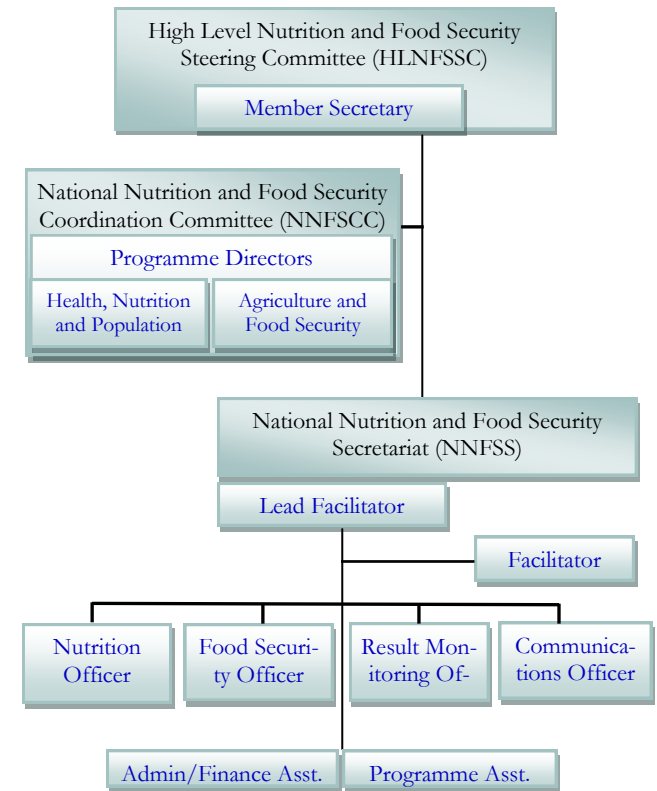 High Level Nutrition and Food Security
Steering Committee (HLNFSSC)
Member Secretary
National Nutrition and Food Security
Coordination Committee (NNFSCC)
Programme Directors
Health, Nutrition
and Population
Agriculture and
Food Security
National Nutrition and Food Security
Secretariat (NNFSS)
Lead Facilitator
Facilitator
Nutrition
Officer
Food Securi-
ty Officer
Result Mon-
itoring Of-
Communica-
tions Officer
Admin/Finance Asst.
Programme Asst.